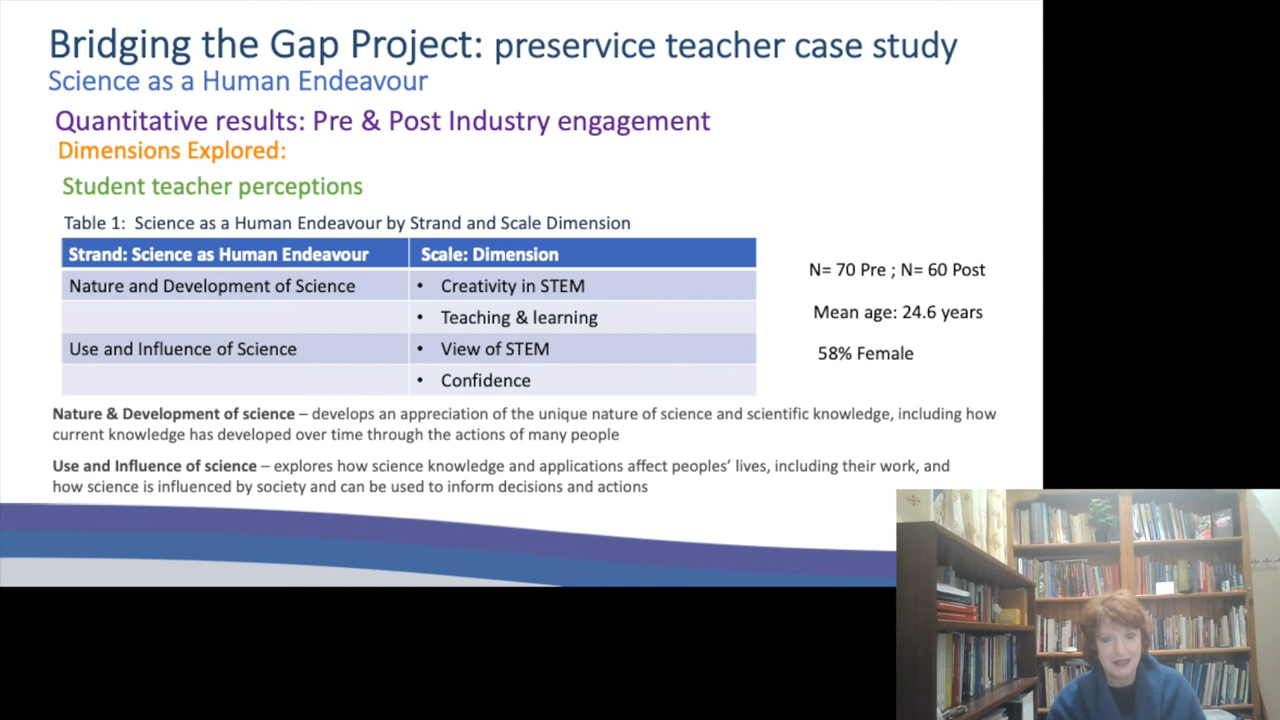 Bridging the Gap Project: preservice teacher case study
Science as a Human Endeavour
Quantitative results: Pre & Post Industry engagement
Dimensions Explored:
Student teacher perceptions
Table 1: Science as a Human Endeavour by Strand and Scale Dimension
Strand: Science as Human Endeavour Scale: Dimension
Nature and Development of Science • Creativity in STEM
• Teaching & learning
Use and Influence of Science • View of STEM
• Confidence
N= 70 Pre ; N= 60 Post
Mean age: 24.6 years
58% Female
Nature & Development of science – develops an appreciation of the unique nature of science and scientific knowledge, including how
current knowledge has developed over time through the actions of many people
Use and Influence of science – explores how science knowledge and applications affect peoples’ lives, including their work, and
how science is influenced by society and can be used to inform decisions and actions